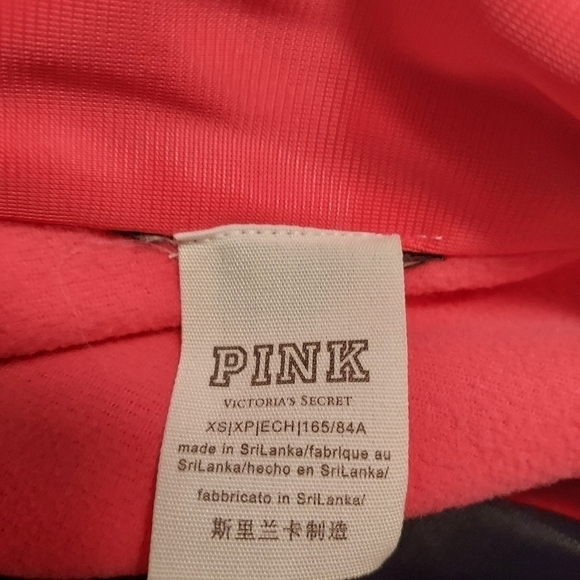 PINK
VICTORIA'S SECRET
XS|XP|ECH|165/84A
made in SriLanka/fabrique au
SriLanka/hecho en SriLanka/
fabbricato in SriLanka/
斯里兰卡制造